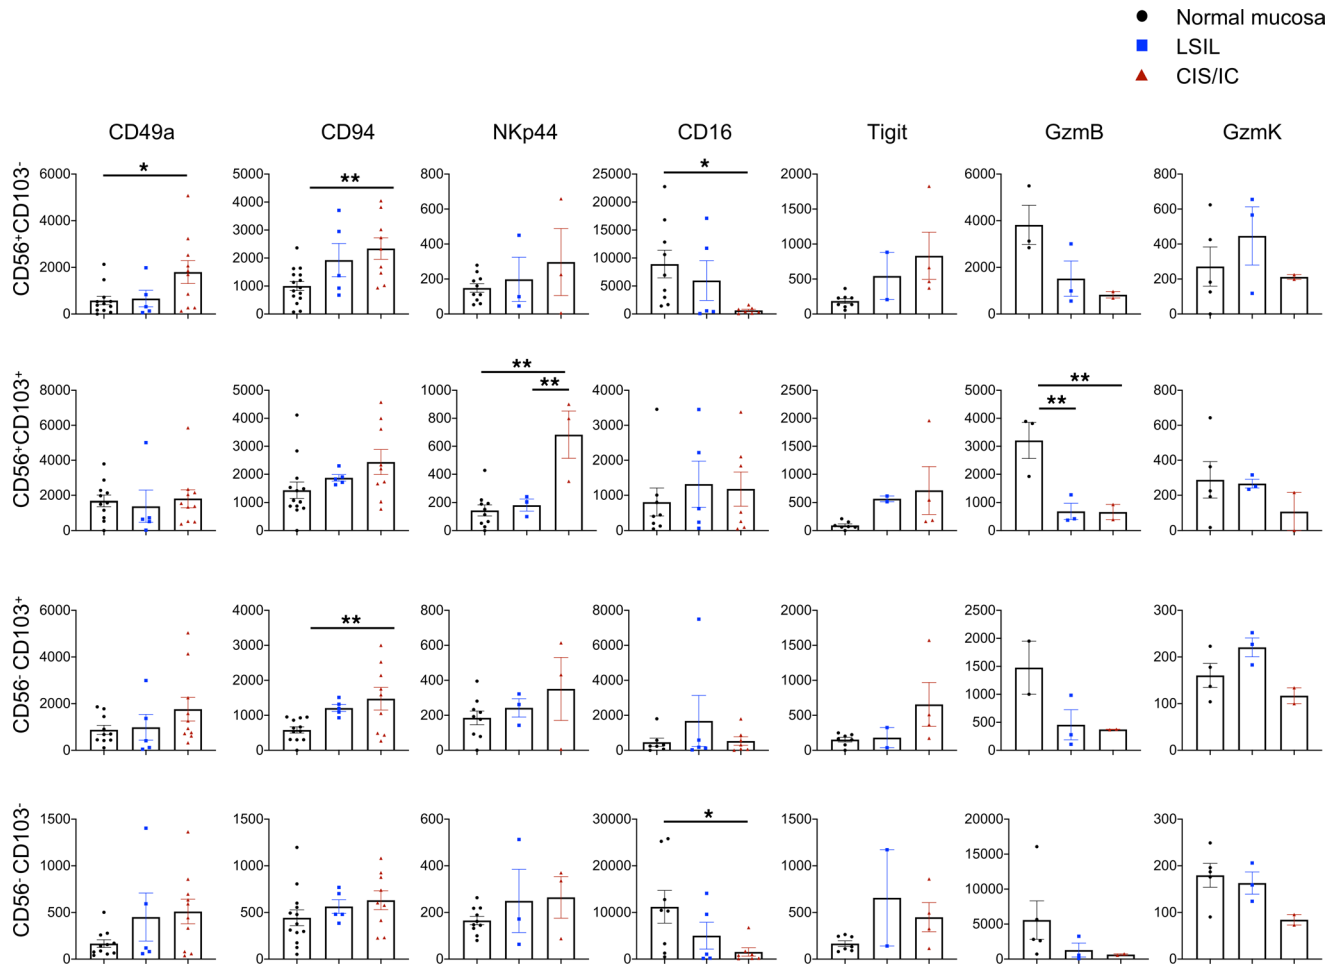 Normal mucosa
LSIL
CIS/IC
CD49a CD94 NKp44 CD16 Tigit GzmB GzmK
CD56⁺CD103⁻
6000 4000 2000 0 *
5000 4000 3000 2000 1000 0 **
800 600 400 200 0
25000 20000 15000 10000 5000 0 *
2000 1500 1000 500 0
6000 4000 2000 0
800 600 400 200 0
CD56⁺CD103⁺
8000 6000 4000 2000 0
5000 4000 3000 2000 1000 0
1000 800 600 400 200 0 ** **
4000 3000 2000 1000 0
2500 2000 1500 1000 500 0
5000 4000 3000 2000 1000 0 ** **
800 600 400 200 0
CD56⁻CD103⁺
6000 4000 2000 0
4000 3000 2000 1000 0 **
800 600 400 200 0
8000 6000 4000 2000 0
2000 1500 1000 500 0
2500 2000 1500 1000 500 0
300 200 100 0
CD56⁻CD103⁻
1500 1000 500 0
1500 1000 500 0
600 400 200 0
30000 20000 10000 0 *
1500 1000 500 0
20000 15000 10000 5000 0
300 200 100 0